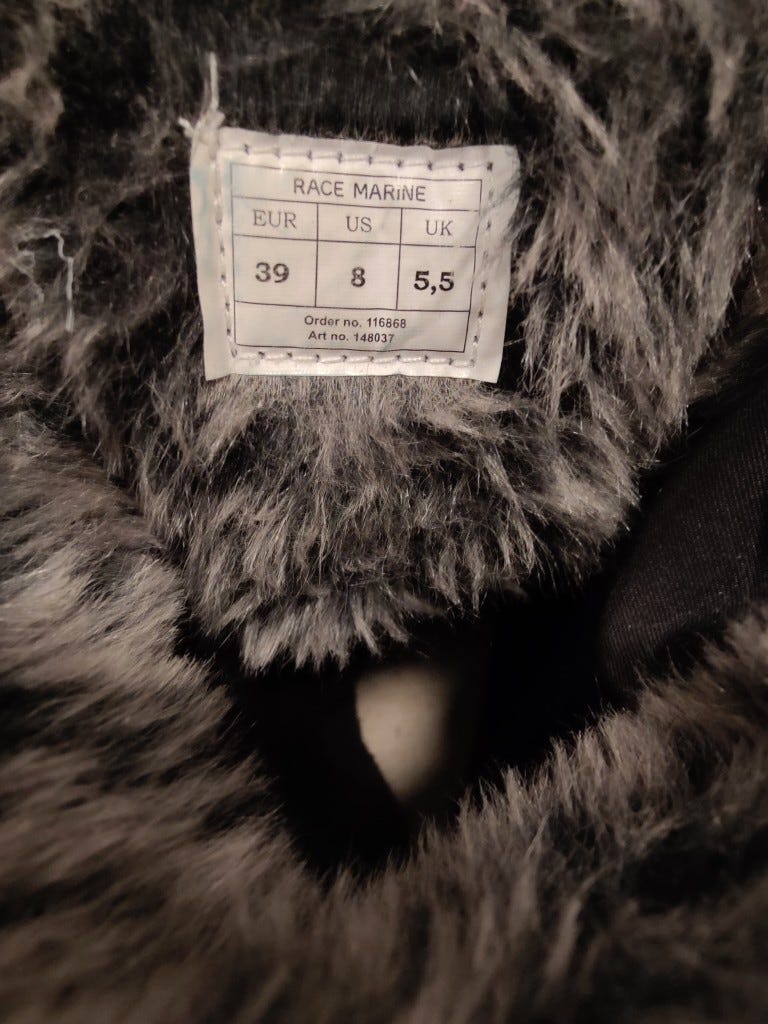 RACE MARINE
EUR US UK
39 8 5,5
Order no. 116868
Art no. 148037